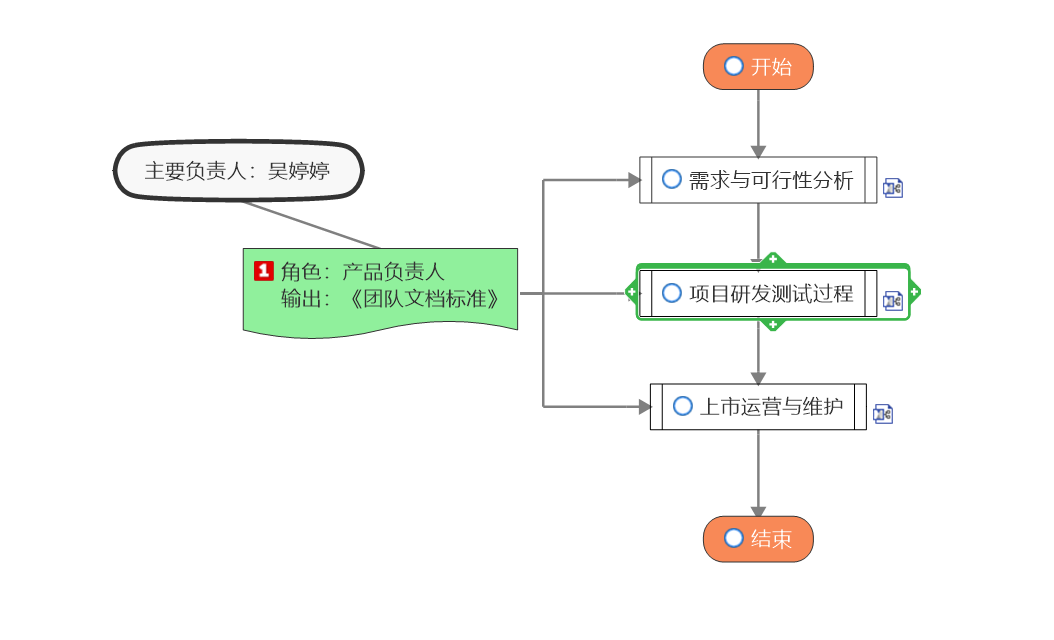 开始
主要负责人：吴婷婷
需求与可行性分析
1 角色：产品负责人
输出：《团队文档标准》
项目研发测试过程
上市运营与维护
结束